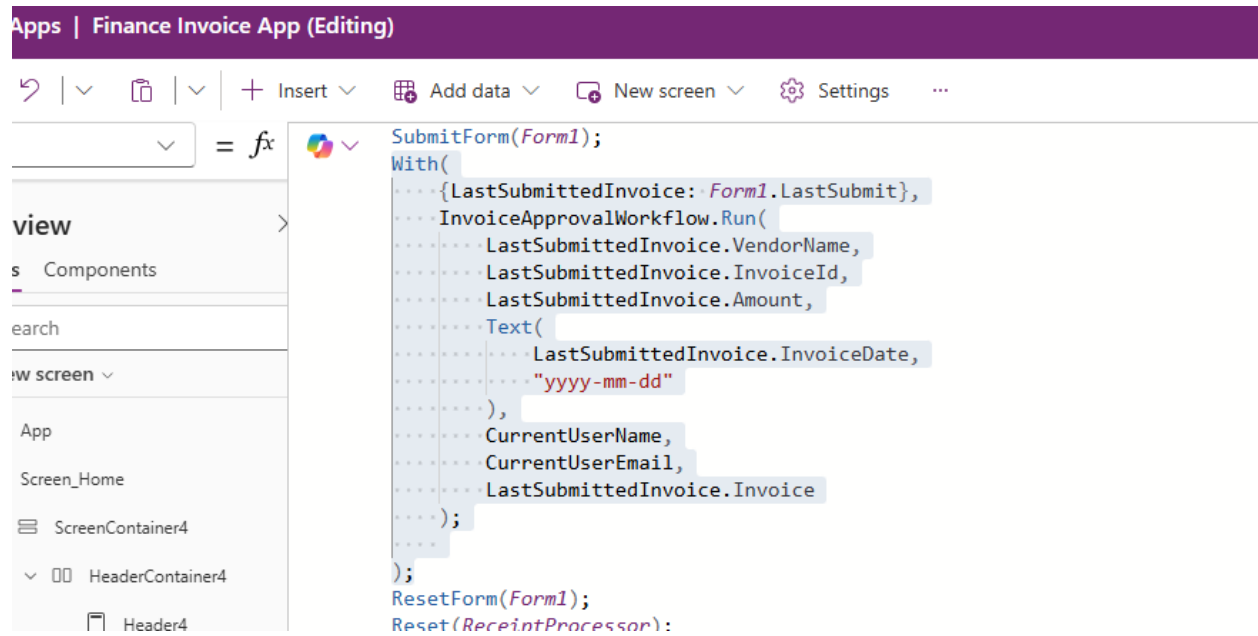 Apps | Finance Invoice App (Editing)
Insert Add data New screen Settings ...
= fx
SubmitForm(Form1);
With(
{LastSubmittedInvoice: Form1.LastSubmit},
InvoiceApprovalWorkflow.Run(
LastSubmittedInvoice.VendorName,
LastSubmittedInvoice.InvoiceId,
LastSubmittedInvoice.Amount,
Text(
LastSubmittedInvoice.InvoiceDate,
"yyyy-mm-dd"
),
CurrentUserName,
CurrentUserEmail,
LastSubmittedInvoice.Invoice
);
);
ResetForm(Form1);
Reset(ReceiptProcessor);
view
s Components
earch
ew screen
App
Screen_Home
ScreenContainer4
HeaderContainer4
Header4